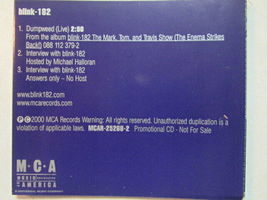 blink-182
1. Dumpweed (Live) 2:50
From the album blink-182 The Mark, Tom, and Travis Show (The Enema Strikes
Back!) 088 112 379-2
2. Interview with blink-182
Hosted by Michael Halloran
3. Interview with blink-182
Answers only – No Host
www.blink182.com
www.mcarecords.com
℗©2000 MCA Records Warning: All rights reserved. Unauthorized duplication is a
violation of applicable laws. MCAR-25260-2 Promotional CD - Not For Sale
M·C·A
MUSIC
AMERICA